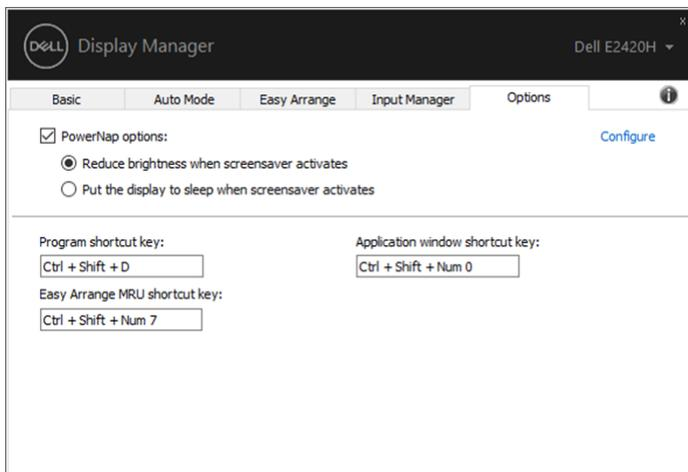 x
DELL Display Manager Dell E2420H
Basic Auto Mode Easy Arrange Input Manager Options i
PowerNap options: Configure
Reduce brightness when screensaver activates
Put the display to sleep when screensaver activates
Program shortcut key: Application window shortcut key:
Ctrl + Shift + D Ctrl + Shift + Num 0
Easy Arrange MRU shortcut key:
Ctrl + Shift + Num 7